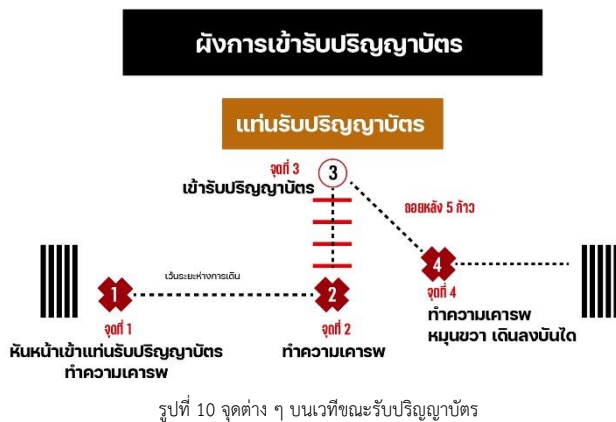 ผังการเข้ารับปริญญาบัตร
แท่นรับปริญญาบัตร
จุดที่ 3
3
เข้ารับปริญญาบัตร
ถอยหลัง 5 ก้าว
เว้นระยะห่างการเดิน
1
2
4
จุดที่ 1
หันหน้าเข้าแท่นรับปริญญาบัตร
ทำความเคารพ
จุดที่ 2
ทำความเคารพ
จุดที่ 4
ทำความเคารพ
หมุนขวา เดินลงบันได
รูปที่ 10 จุดต่าง ๆ บนเวทีขณะรับปริญญาบัตร